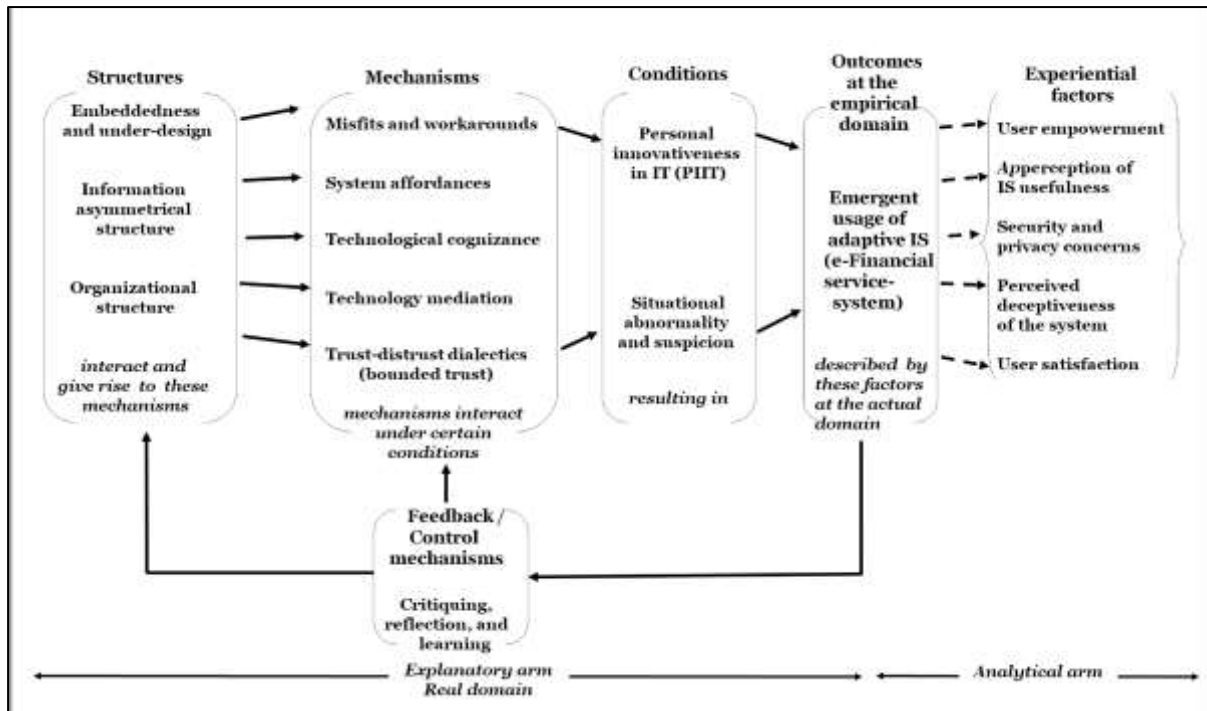 Structures
Embeddedness
and under-design
Information
asymmetrical
structure
Organizational
structure
interact and
give rise to these
mechanisms
Mechanisms
Misfits and workarounds
System affordances
Technological cognizance
Technology mediation
Trust-distrust dialectics
(bounded trust)
mechanisms interact
under certain
conditions
Conditions
Personal
innovativeness
in IT (PIIT)
Situational
abnormality
and suspicion
resulting in
Outcomes
at the
empirical
domain
Emergent
usage of
adaptive IS
(e-Financial
service-
system)
described by
these factors
at the actual
domain
Experiential
factors
User empowerment
Apperception of
IS usefulness
Security and
privacy concerns
Perceived
deceptiveness
of the system
User satisfaction
Feedback /
Control
mechanisms
Critiquing,
reflection, and
learning
Explanatory arm
Real domain
Analytical arm